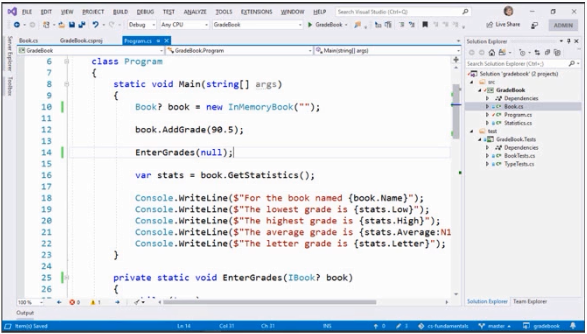 FILE EDIT VIEW PROJECT BUILD DEBUG TEST ANALYZE TOOLS EXTENSIONS WINDOW HELP Search Visual Studio (Ctrl+Q)
Debug Any CPU GradeBook GradeBook Live Share ADMIN
Book.cs GradeBook.csproj Program.cs
GradeBook GradeBook.Program Main(string[] args)
6 class Program
7 {
8 static void Main(string[] args)
9 {
10 Book? book = new InMemoryBook("");
11
12 book.AddGrade(90.5);
13
14 EnterGrades(null);
15
16 var stats = book.GetStatistics();
17
18 Console.WriteLine($"For the book named {book.Name}");
19 Console.WriteLine($"The lowest grade is {stats.Low}");
20 Console.WriteLine($"The highest grade is {stats.High}");
21 Console.WriteLine($"The average grade is {stats.Average:N1
22 Console.WriteLine($"The letter grade is {stats.Letter}");
23 }
24
25 private static void EnterGrades(IBook? book)
26 {
100% 0 1
Output
Server Explorer
Toolbox
Solution Explorer
Search Solution Explorer (Ctrl+;)
Solution 'gradebook' (2 projects)
src
GradeBook
Dependencies
Book.cs
Program.cs
Statistics.cs
test
GradeBook.Tests
Dependencies
BookTests.cs
TypeTests.cs
Solution Explorer Team Explorer
Item(s) Saved Ln 14 Col 31 Ch 31 INS 0 3 cs-fundamentals master gradebook